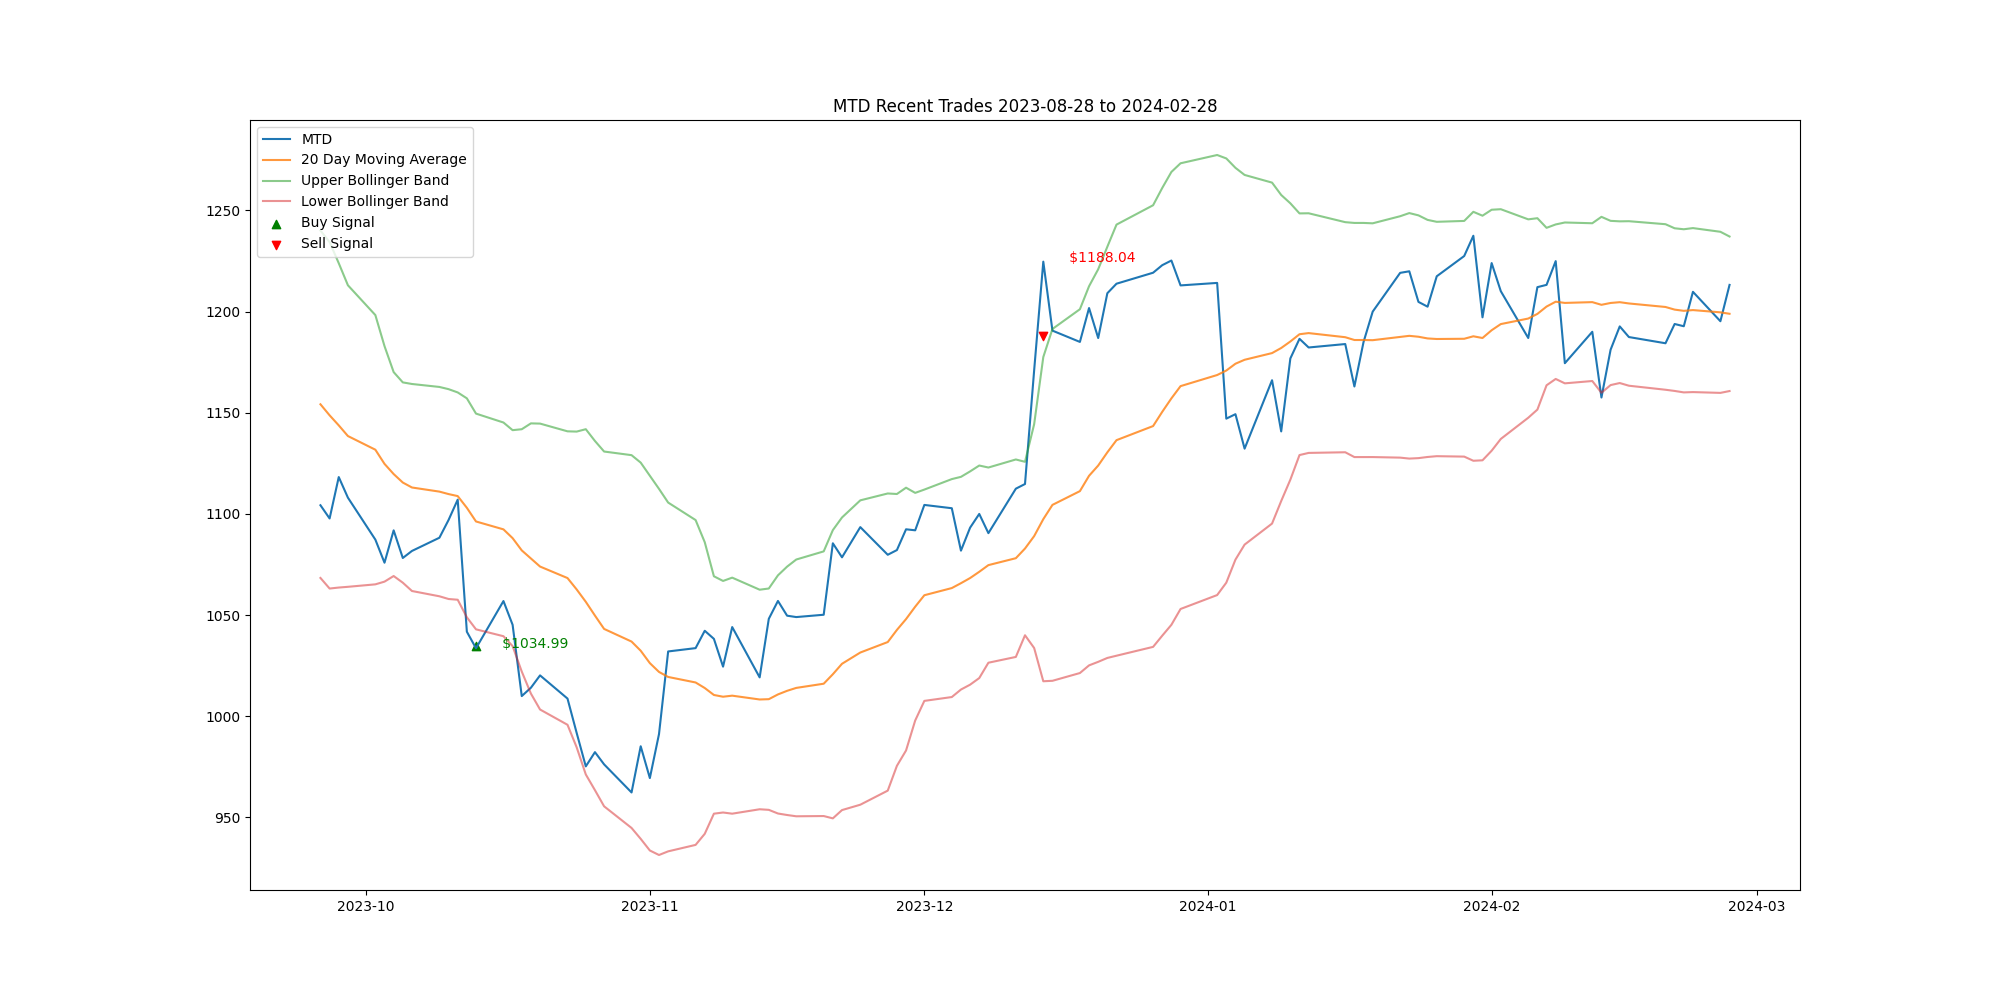 MTD Recent Trades 2023-08-28 to 2024-02-28
MTD
20 Day Moving Average
Upper Bollinger Band
Lower Bollinger Band
Buy Signal
Sell Signal
1250
1200
1150
1100
1050
1000
950
$1188.04
$1034.99
2023-10
2023-11
2023-12
2024-01
2024-02
2024-03